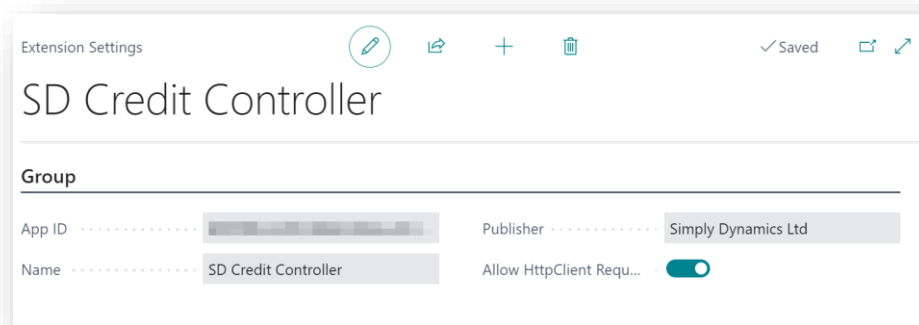 Extension Settings
Saved
SD Credit Controller
Group
App ID
Publisher Simply Dynamics Ltd
Name SD Credit Controller
Allow HttpClient Requ...